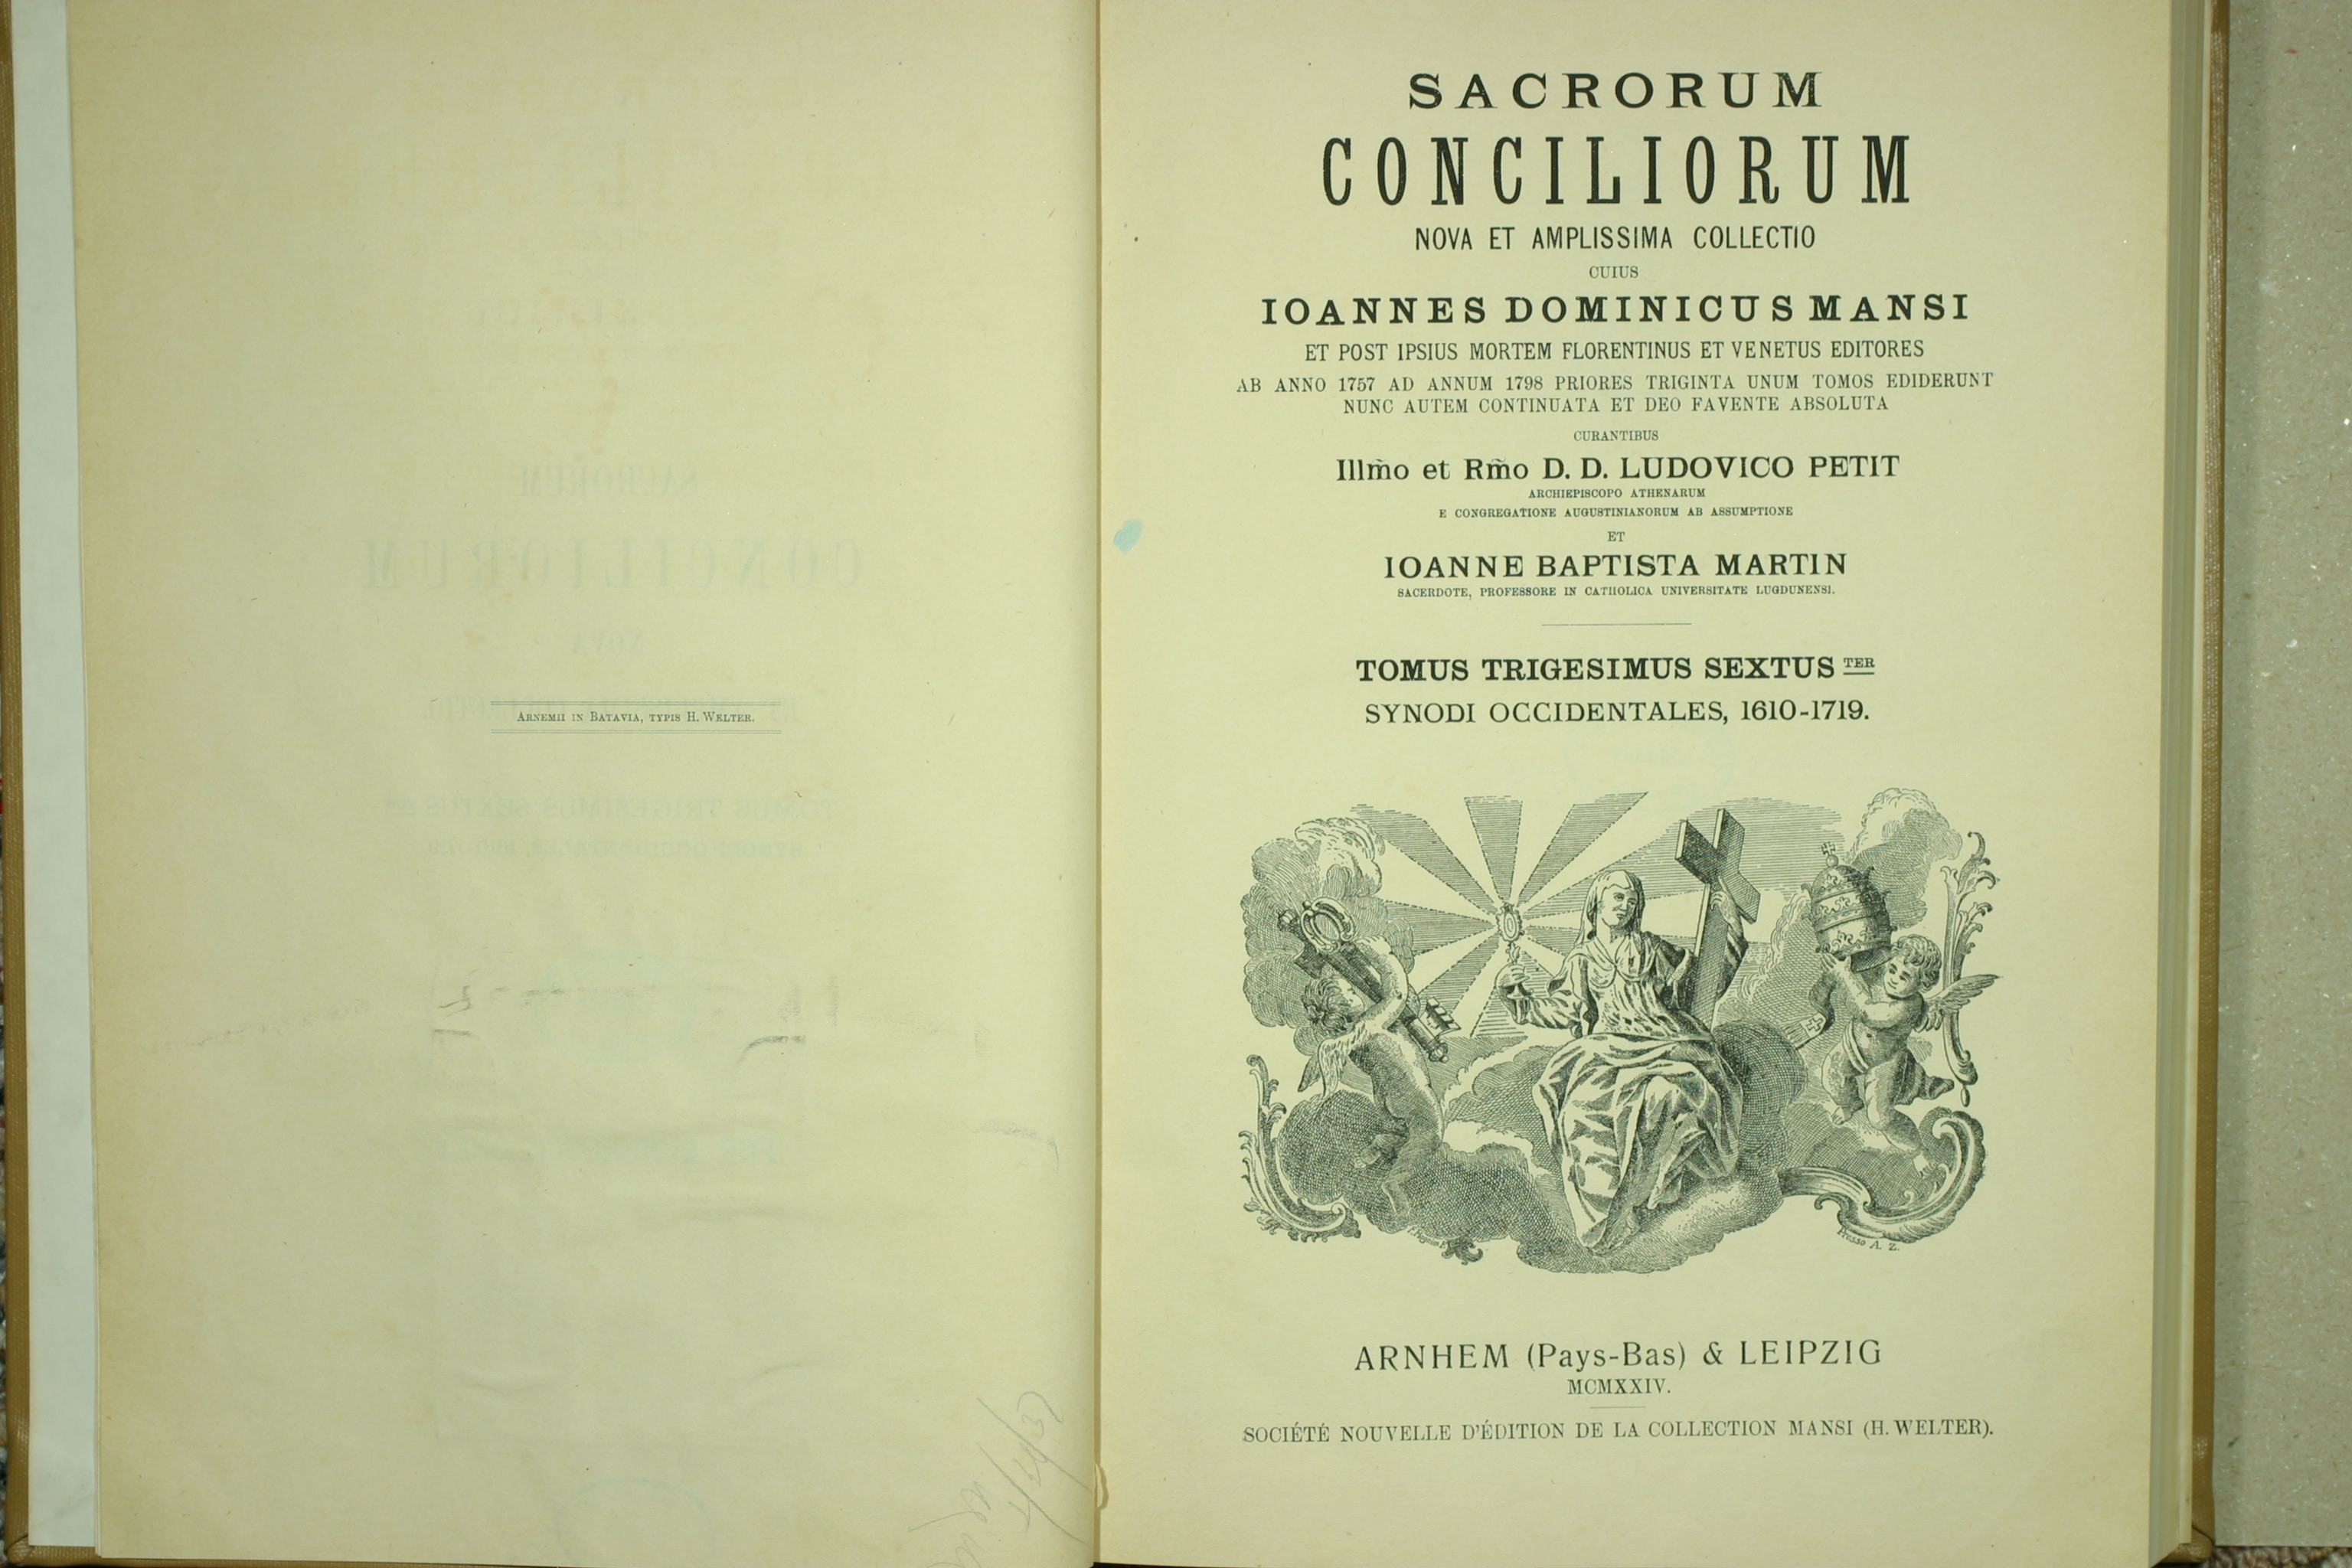 ARNEMII IN BATAVIA, TYPIS H. WELTER.
SACRORUM
CONCILIORUM
NOVA ET AMPLISSIMA COLLECTIO
CUIUS
IOANNES DOMINICUS MANSI
ET POST IPSIUS MORTEM FLORENTINUS ET VENETUS EDITORES
AB ANNO 1757 AD ANNUM 1798 PRIORES TRIGINTA UNUM TOMOS EDIDERUNT
NUNC AUTEM CONTINUATA ET DEO FAVENTE ABSOLUTA
CURANTIBUS
Illm̃o et Rm̃o D. D. LUDOVICO PETIT
ARCHIEPISCOPO ATHENARUM
E CONGREGATIONE AUGUSTINIANORUM AB ASSUMPTIONE
ET
IOANNE BAPTISTA MARTIN
SACERDOTE, PROFESSORE IN CATHOLICA UNIVERSITATE LUGDUNENSI.
TOMUS TRIGESIMUS SEXTUS TER
SYNODI OCCIDENTALES, 1610-1719.
Presso A. Z.
ARNHEM (Pays-Bas) & LEIPZIG
MCMXXIV.
SOCIÉTÉ NOUVELLE D'ÉDITION DE LA COLLECTION MANSI (H. WELTER).